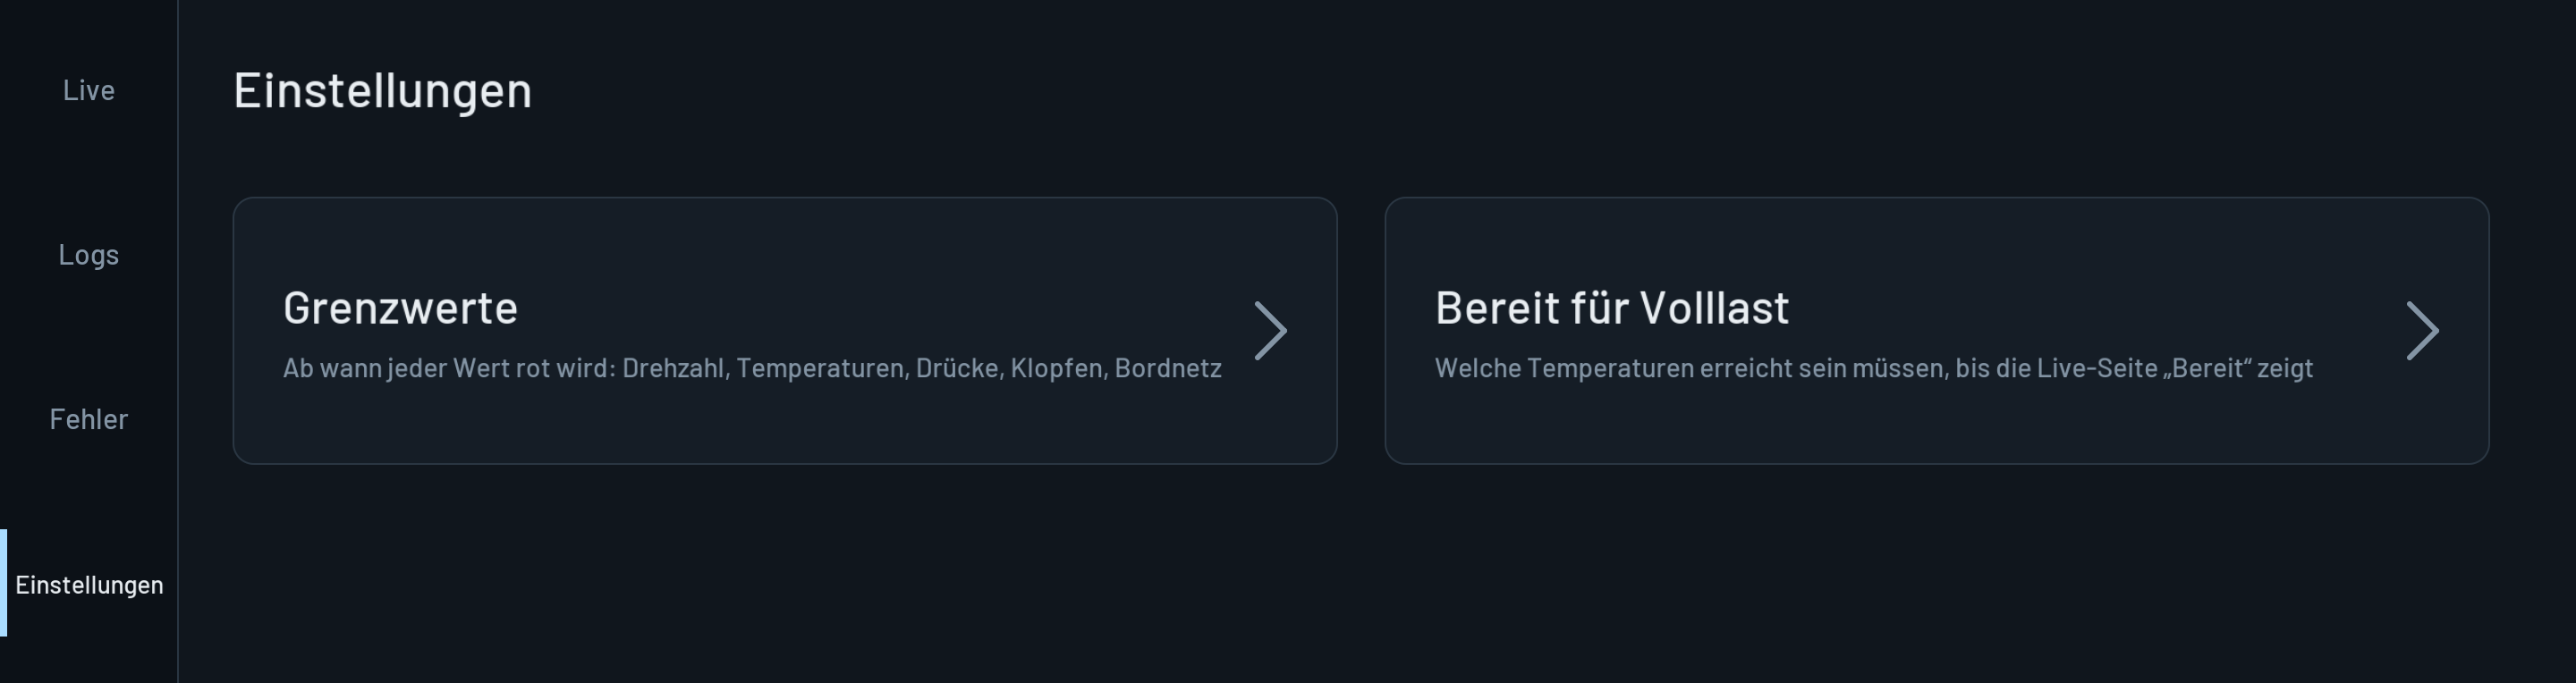 Live
Logs
Fehler
Einstellungen
Einstellungen
Grenzwerte
Ab wann jeder Wert rot wird: Drehzahl, Temperaturen, Drücke, Klopfen, Bordnetz
Bereit für Volllast
Welche Temperaturen erreicht sein müssen, bis die Live-Seite „Bereit“ zeigt